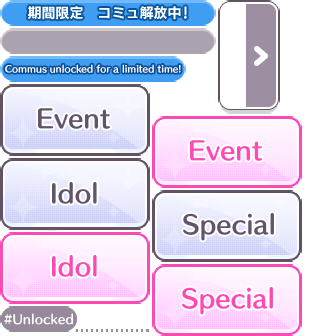 期間限定　コミュ解放中!
Commus unlocked for a limited time!
Event
Event
Idol
Special
Idol
Special
#Unlocked